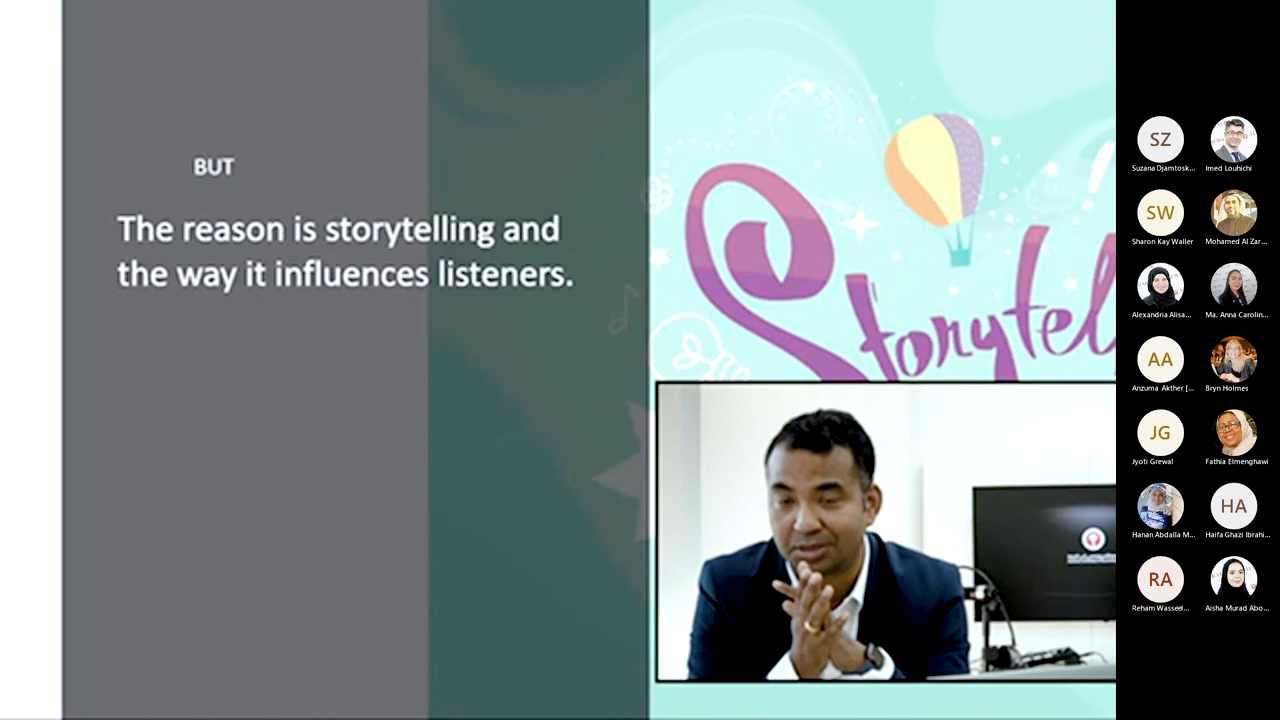 BUT
The reason is storytelling and
the way it influences listeners.
Storytel
SZ
Suzana Djamtosk...
Imed Louhichi
SW
Sharon Kay Waller
Mohamed Al Zar...
Alexandria Alisa...
Ma. Anna Carolin...
AA
Anzuma Akther [...
Bryn Holmes
JG
Jyoti Grewal
Fathia Elmenghawi
Hanan Abdalla M...
HA
Haifa Ghazi Ibrahi...
RA
Reham Wasseel...
Aisha Murad Abo...